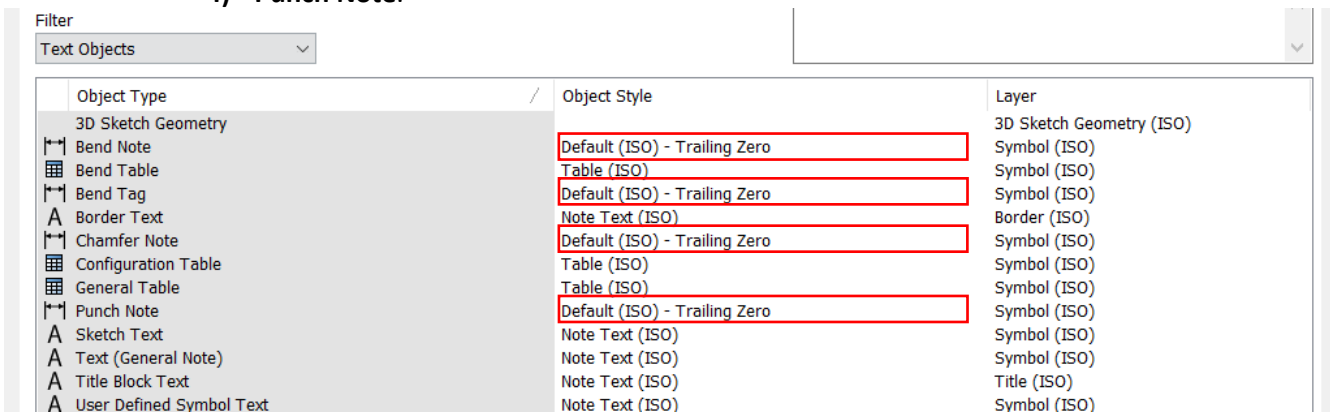 Punch Note.
Filter
Text Objects
Object Type / Object Style Layer
3D Sketch Geometry 3D Sketch Geometry (ISO)
Bend Note Default (ISO) - Trailing Zero Symbol (ISO)
Bend Table Table (ISO) Symbol (ISO)
Bend Tag Default (ISO) - Trailing Zero Symbol (ISO)
A Border Text Note Text (ISO) Border (ISO)
Chamfer Note Default (ISO) - Trailing Zero Symbol (ISO)
Configuration Table Table (ISO) Symbol (ISO)
General Table Table (ISO) Symbol (ISO)
Punch Note Default (ISO) - Trailing Zero Symbol (ISO)
A Sketch Text Note Text (ISO) Symbol (ISO)
A Text (General Note) Note Text (ISO) Symbol (ISO)
A Title Block Text Note Text (ISO) Title (ISO)
A User Defined Symbol Text Note Text (ISO) Symbol (ISO)